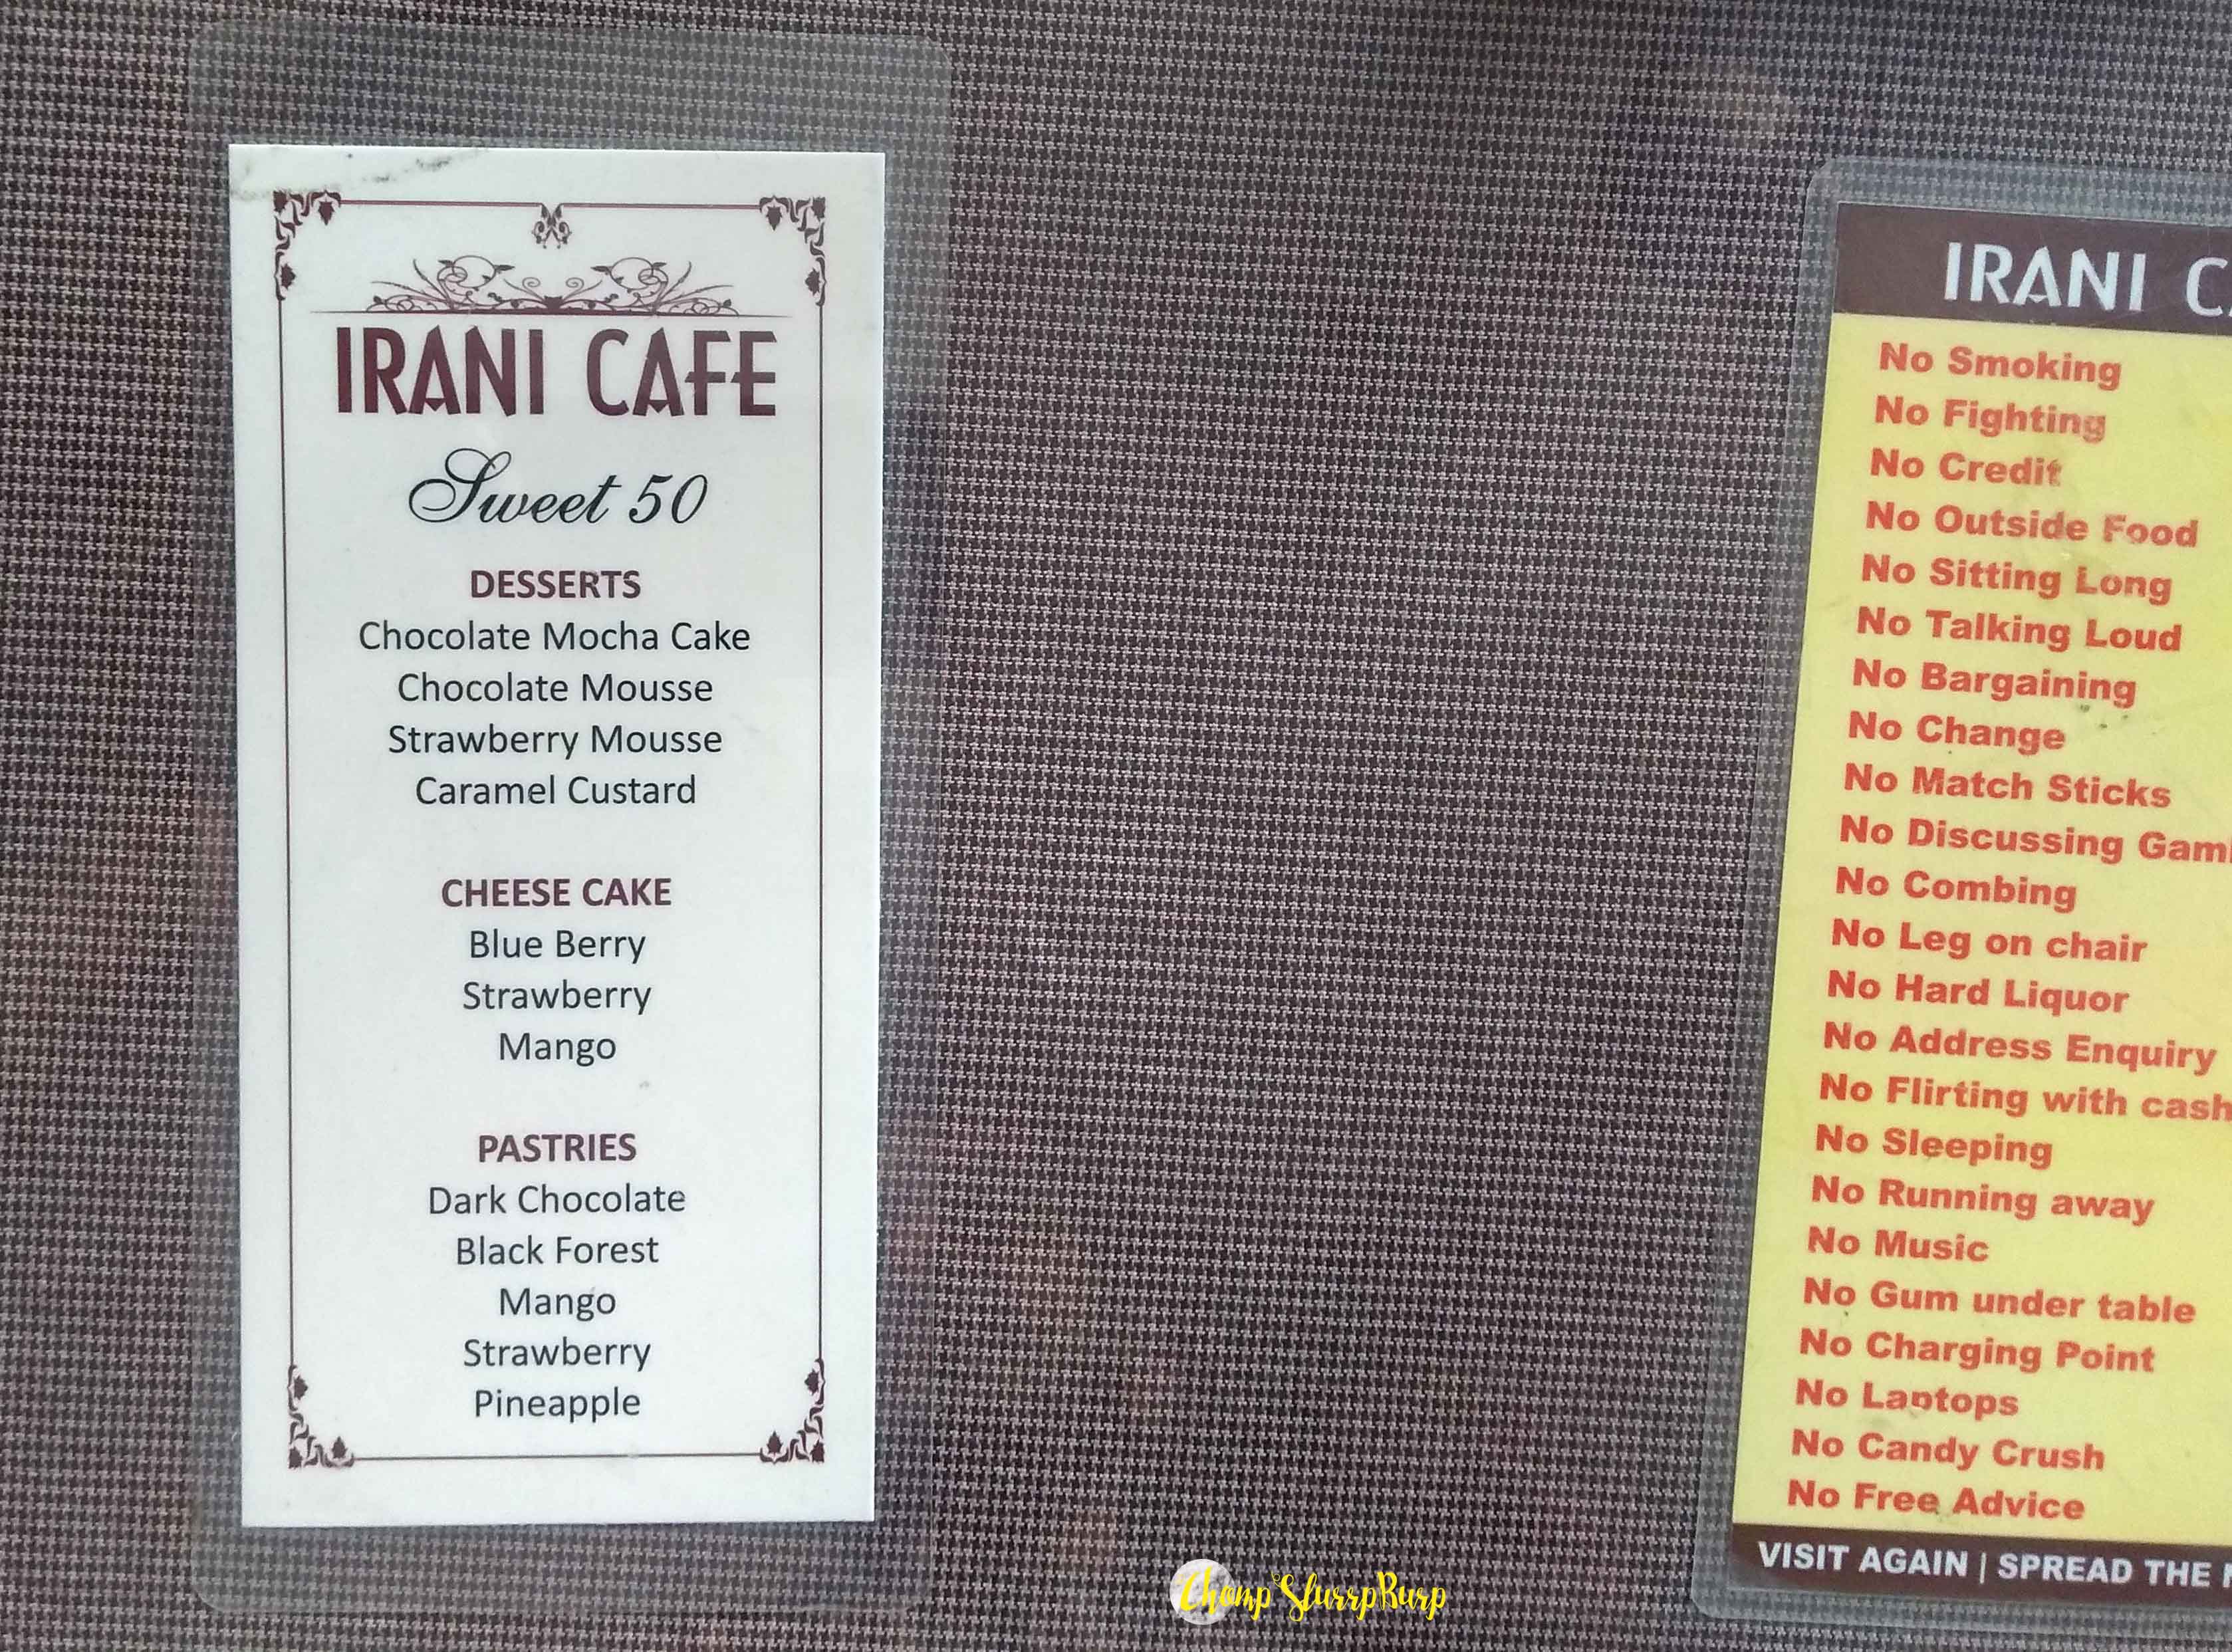 IRANI CAFE
Sweet 50
DESSERTS
Chocolate Mocha Cake
Chocolate Mousse
Strawberry Mousse
Caramel Custard
CHEESE CAKE
Blue Berry
Strawberry
Mango
PASTRIES
Dark Chocolate
Black Forest
Mango
Strawberry
Pineapple
IRANI
No Smoking
No Fighting
No Credit
No Outside Food
No Sitting Long
No Talking Loud
No Bargaining
No Change
No Match Sticks
No Discussing
No Combing
No Leg on chair
No Hard Liquor
No Address Enquiry
No Flirting with cash
No Sleeping
No Running away
No Music
No Gum under table
No Charging Point
No Laptops
No Candy Crush
No Free Advice
VISIT AGAIN | SPREAD THE
Chomp SlurrpBurp